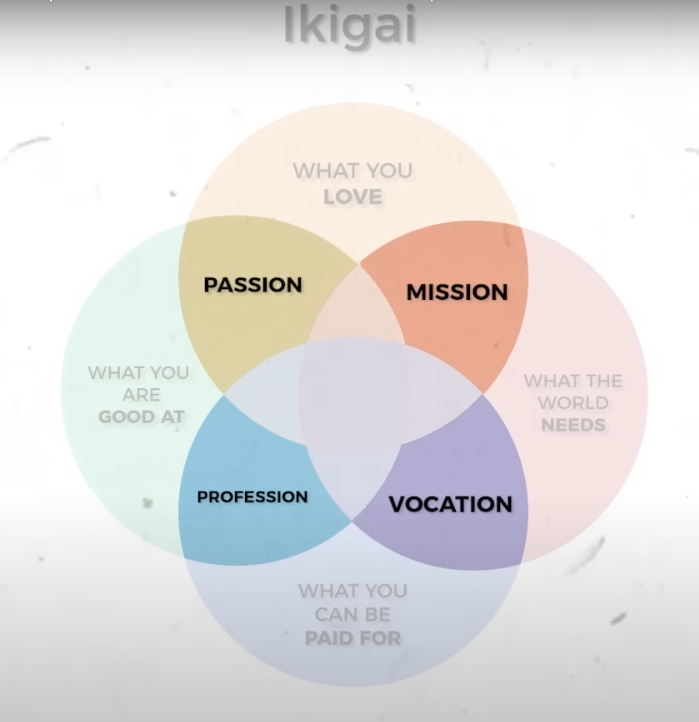 Ikigai
WHAT YOU
LOVE
PASSION
MISSION
WHAT YOU
ARE
GOOD AT
WHAT THE
WORLD
NEEDS
PROFESSION
VOCATION
WHAT YOU
CAN BE
PAID FOR